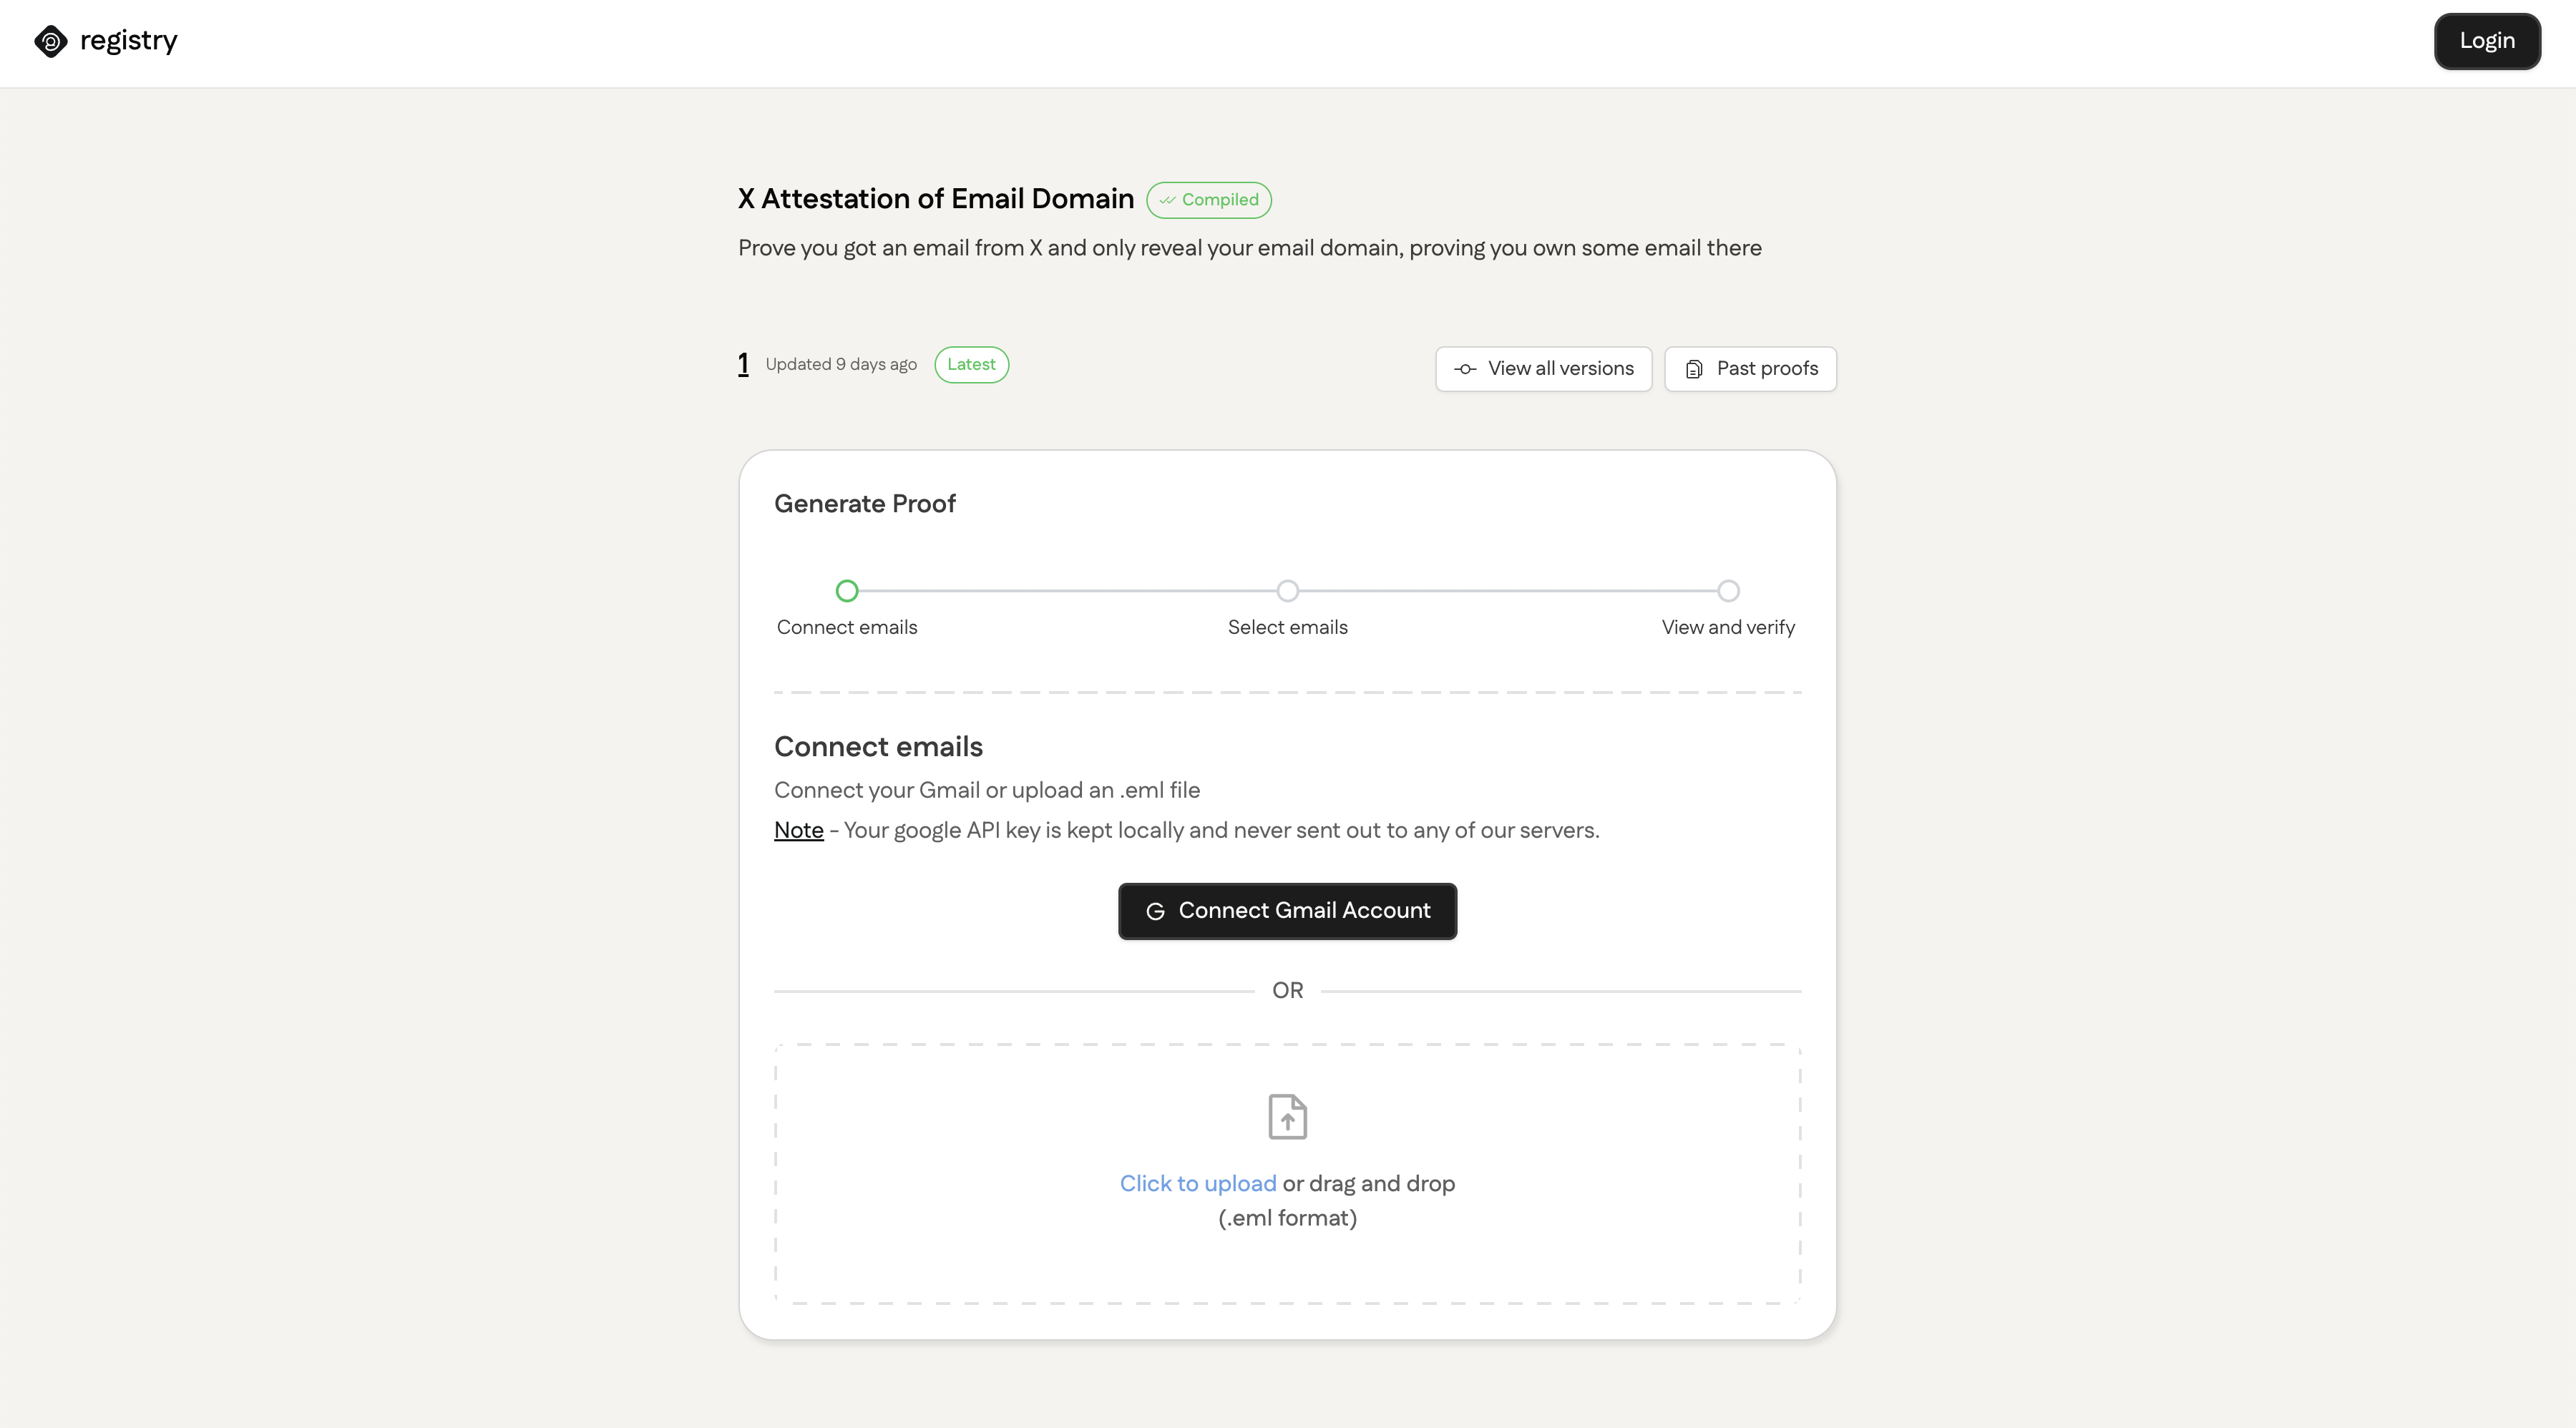 registry
Login
X Attestation of Email Domain
Compiled
Prove you got an email from X and only reveal your email domain, proving you own some email there
1 Updated 9 days ago Latest
View all versions
Past proofs
Generate Proof
Connect emails
Select emails
View and verify
Connect emails
Connect your Gmail or upload an .eml file
Note - Your google API key is kept locally and never sent out to any of our servers.
Connect Gmail Account
OR
Click to upload or drag and drop
(.eml format)